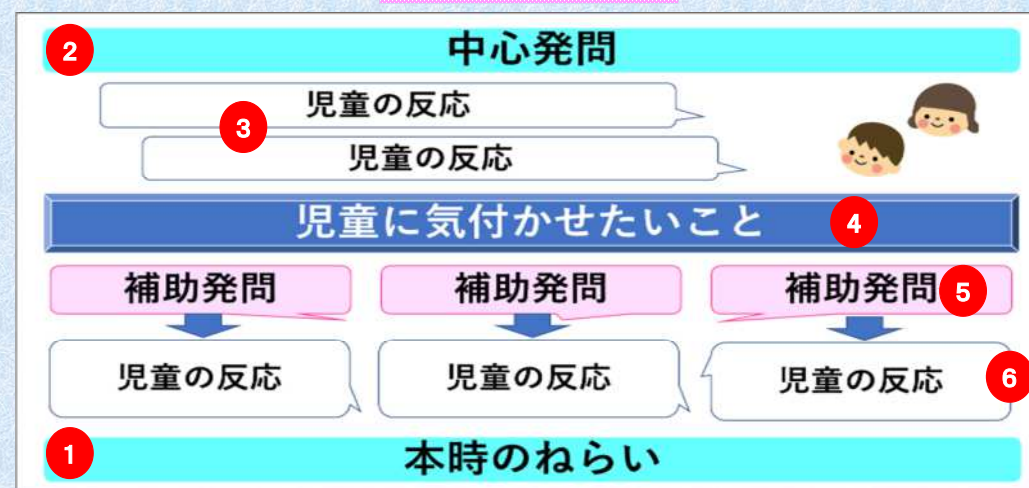 2 中心発問
児童の反応
3
児童の反応
児童に気付かせたいこと 4
補助発問 補助発問 補助発問 5
児童の反応 児童の反応 児童の反応 6
1 本時のねらい